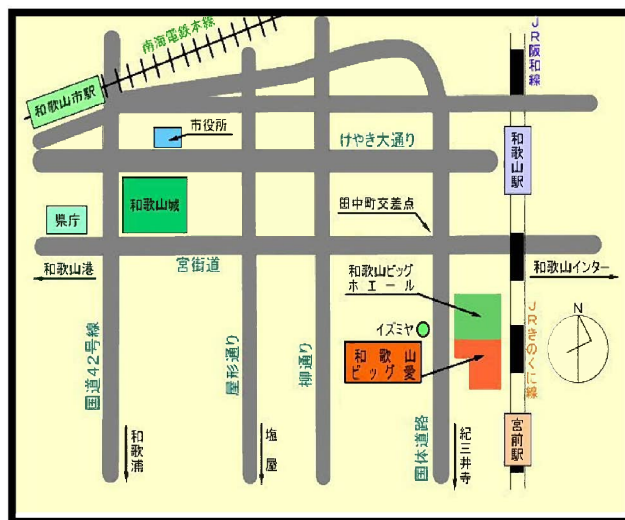 南海電鉄本線
JR阪和線
和歌山市駅
市役所
けやき大通り
和歌山駅
和歌山城
県庁
田中町交差点
和歌山港
宮街道
和歌山ビッグ
ホエール
和歌山インター
N
イズミヤ
和歌山
ビッグ愛
JRきのくに線
国道42号線
屋形通り
柳通り
国体道路
宮前駅
和歌浦
塩屋
紀三井寺